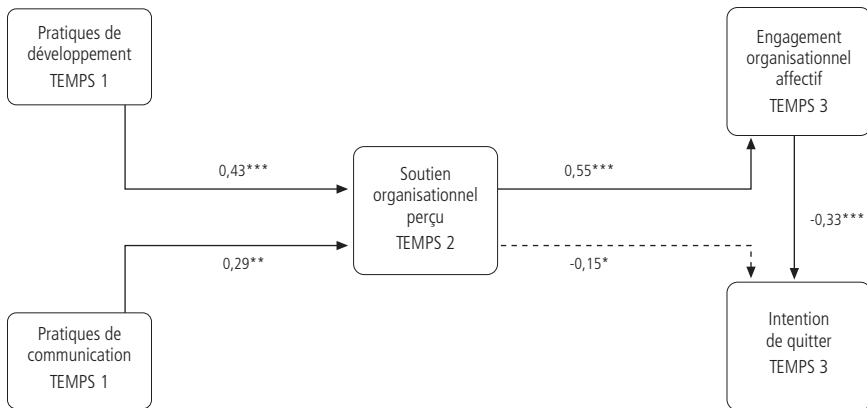 Pratiques de
développement
TEMPS 1
Engagement
organisationnel
affectif
TEMPS 3
0,43***
Soutien
organisationnel
perçu
TEMPS 2
0,55***
-0,33***
0,29**
-0,15*
Pratiques de
communication
TEMPS 1
Intention
de quitter
TEMPS 3